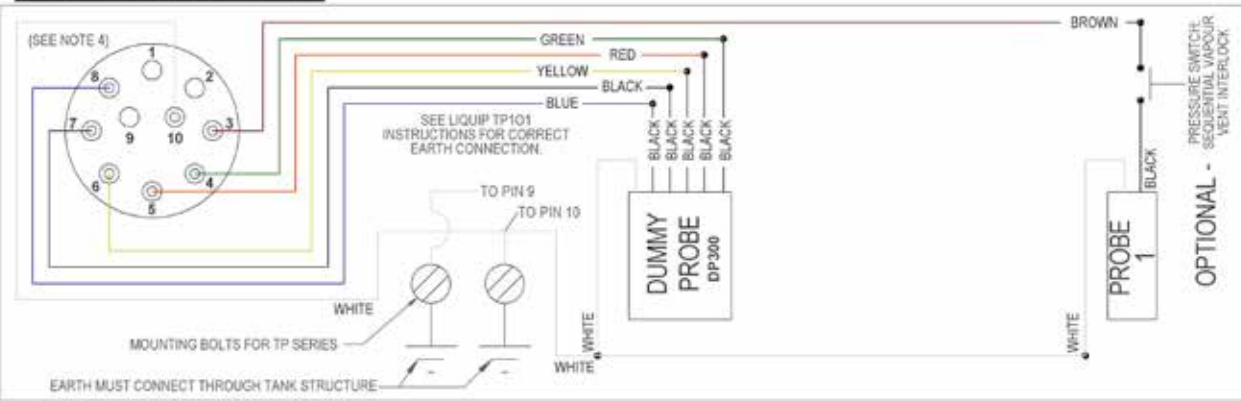 (SEE NOTE 4)
1
2
3
4
5
6
7
8
9
10
BROWN
GREEN
RED
YELLOW
BLACK
BLUE
SEE LIQUIP TP101
INSTRUCTIONS FOR CORRECT
EARTH CONNECTION.
BLACK
BLACK
BLACK
BLACK
BLACK
TO PIN 9
TO PIN 10
WHITE
MOUNTING BOLTS FOR TP SERIES
EARTH MUST CONNECT THROUGH TANK STRUCTURE
WHITE
WHITE
DUMMY
PROBE
DP300
WHITE
BLACK
PROBE
1
OPTIONAL -
PRESSURE SWITCH:
SEQUENTIAL VAPOUR
VENT INTERLOCK